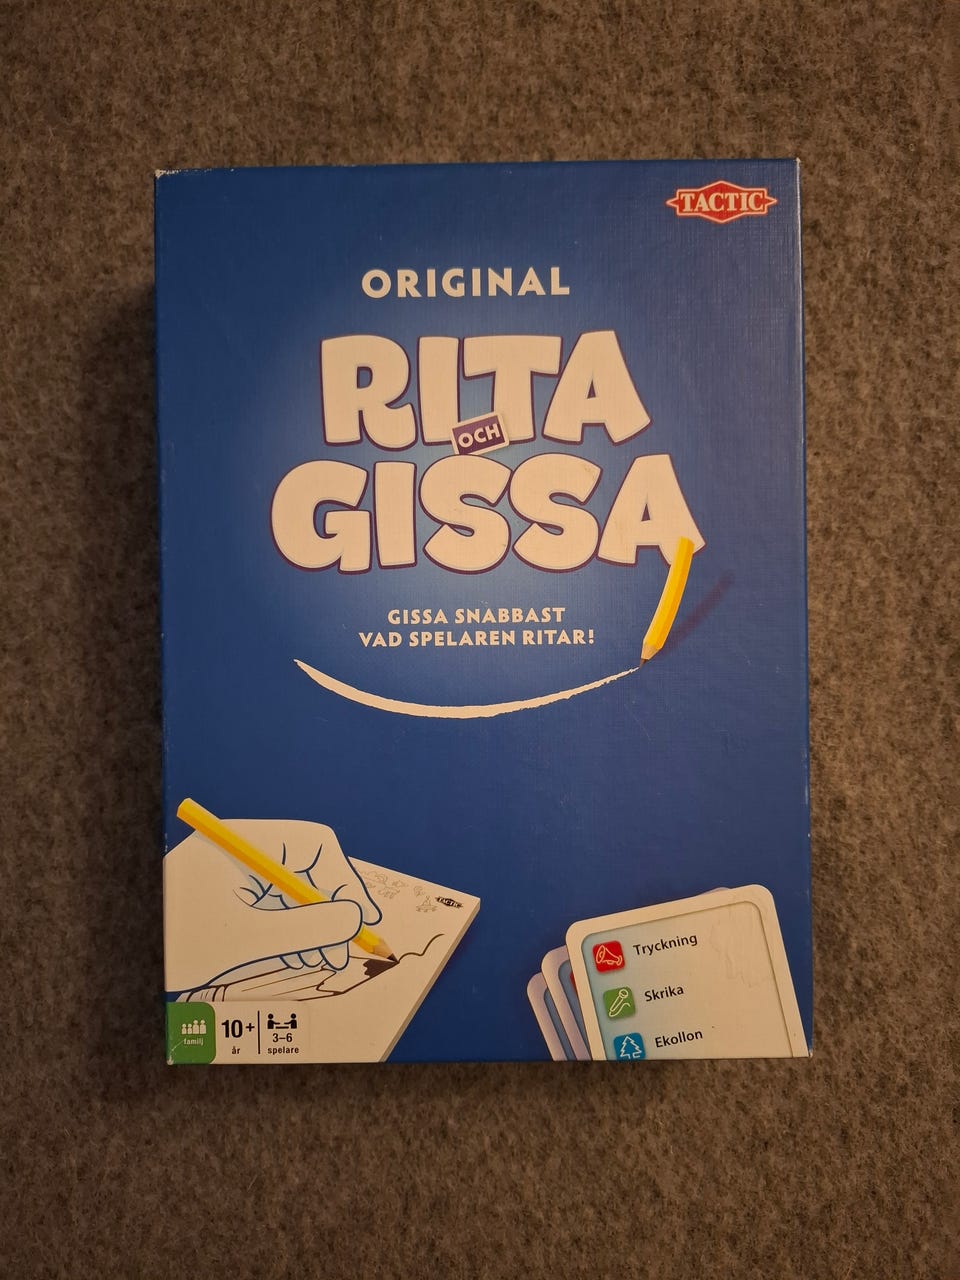 TACTIC
ORIGINAL
RITA
OCH
GISSA
GISSA SNABBAST
VAD SPELAREN RITAR!
TACTIC
Tryckning
Skrika
Ekollon
familj
10+
år
3–6
spelare